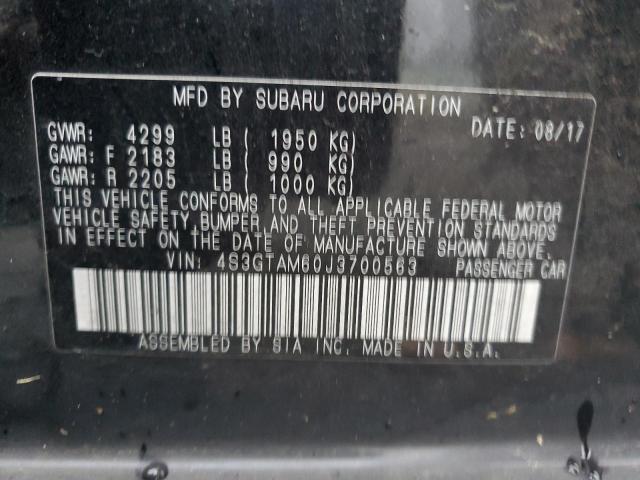 MFD BY SUBARU CORPORATION
DATE: 08/17
GVWR: 4299 LB ( 1950 KG)
GAWR: F 2183 LB ( 990 KG)
GAWR: R 2205 LB ( 1000 KG)
THIS VEHICLE CONFORMS TO ALL APPLICABLE FEDERAL MOTOR
VEHICLE SAFETY, BUMPER, AND THEFT PREVENTION STANDARDS
IN EFFECT ON THE DATE OF MANUFACTURE SHOWN ABOVE.
VIN: 4S3GTAM60J3700563 PASSENGER CAR
ASSEMBLED BY SIA INC. MADE IN U.S.A.